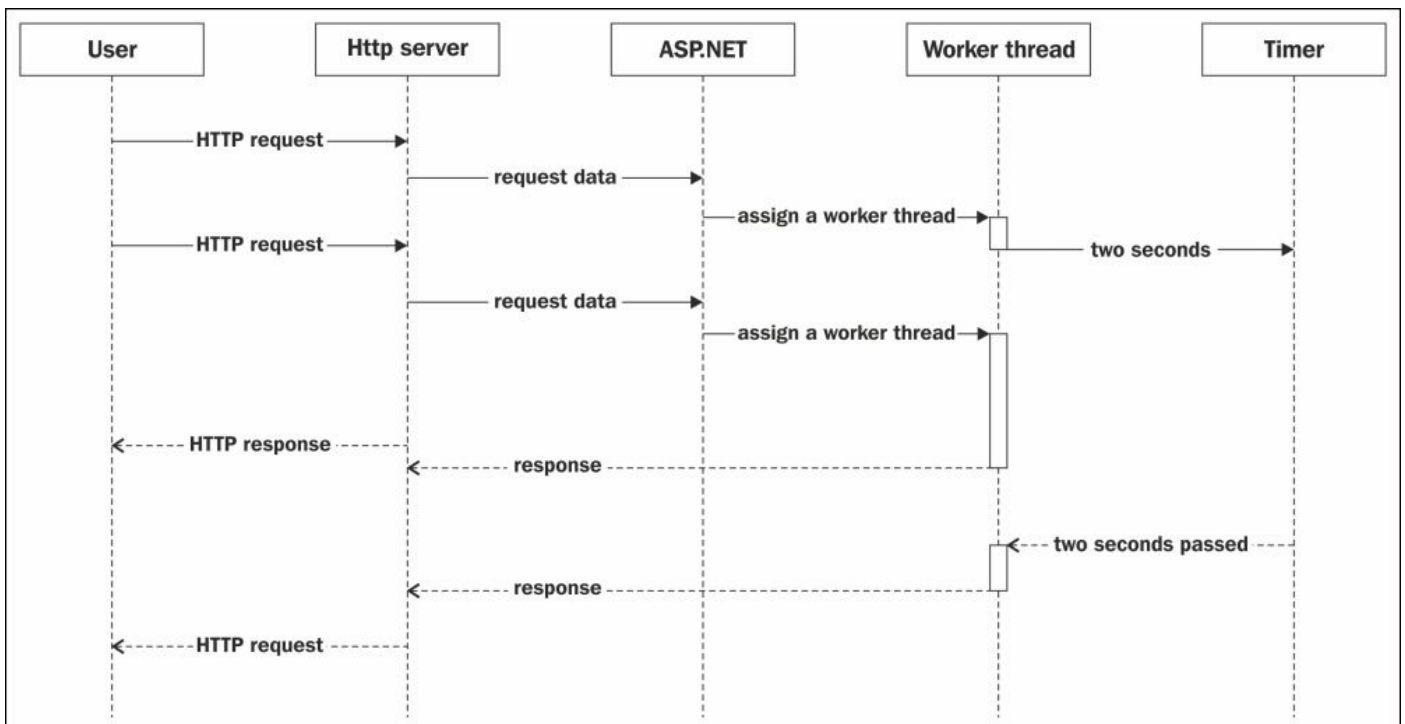 User
Http server
ASP.NET
Worker thread
Timer
HTTP request
request data
assign a worker thread
HTTP request
two seconds
request data
assign a worker thread
HTTP response
response
two seconds passed
response
HTTP request